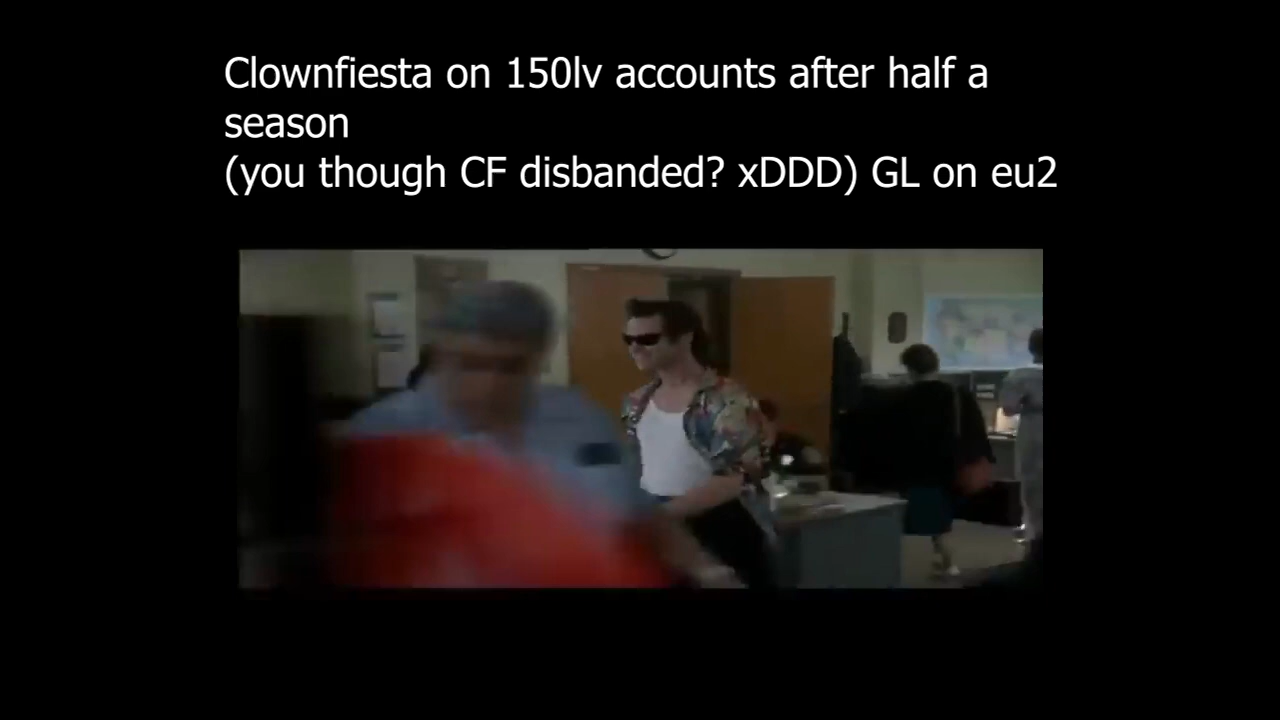 Clownfiesta on 150lv accounts after half a
season
(you though CF disbanded? xDDD) GL on eu2